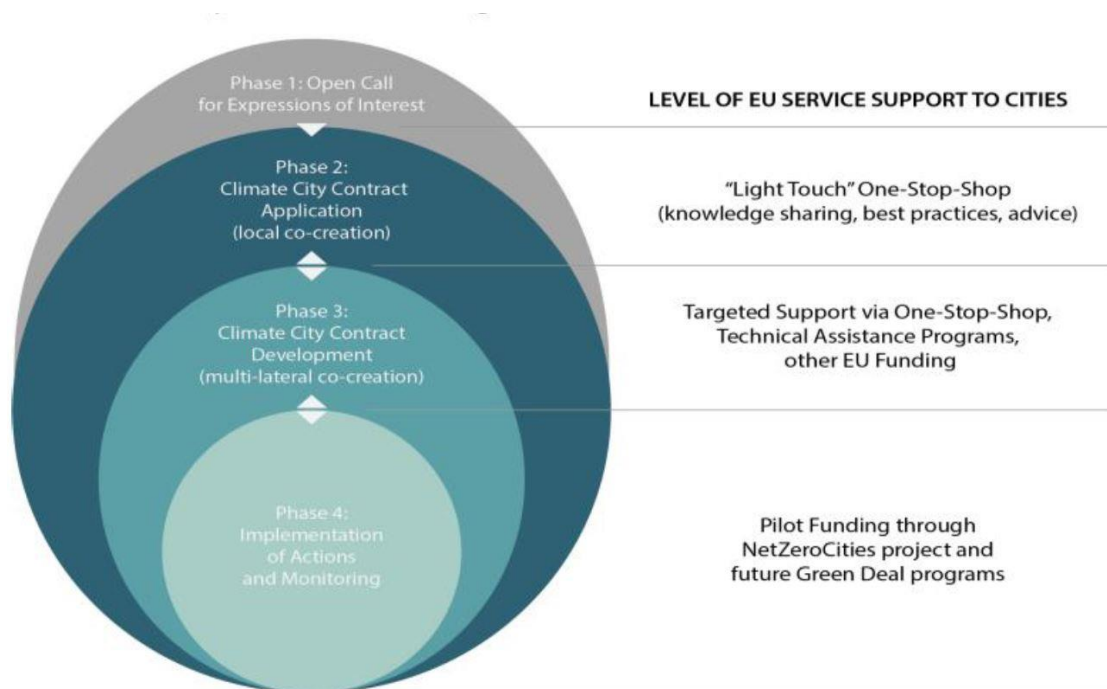 Phase 1: Open Call
for Expressions of Interest
LEVEL OF EU SERVICE SUPPORT TO CITIES
Phase 2:
Climate City Contract
Application
(local co-creation)
“Light Touch” One-Stop-Shop
(knowledge sharing, best practices, advice)
Phase 3:
Climate City Contract
Development
(multi-lateral co-creation)
Targeted Support via One-Stop-Shop,
Technical Assistance Programs,
other EU Funding
Phase 4:
Implementation
of Actions
and Monitoring
Pilot Funding through
NetZeroCities project and
future Green Deal programs